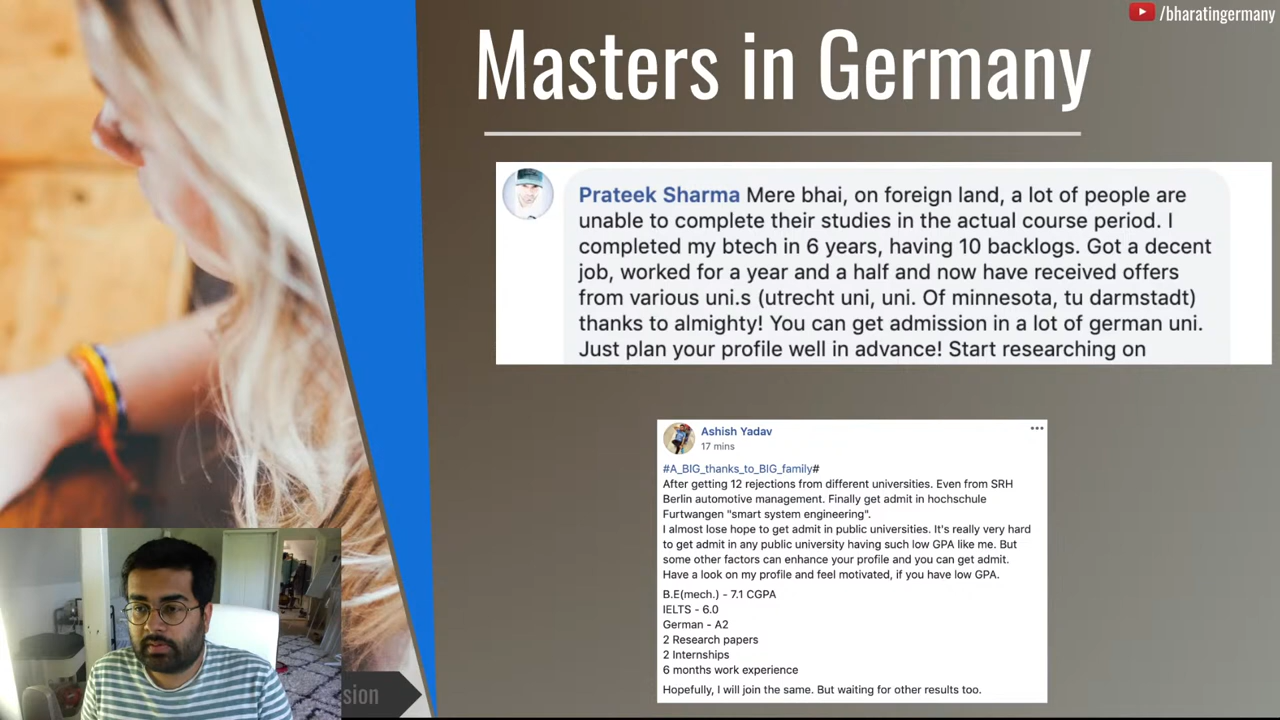 /bharatingermany
Masters in Germany
Prateek Sharma Mere bhai, on foreign land, a lot of people are
unable to complete their studies in the actual course period. I
completed my btech in 6 years, having 10 backlogs. Got a decent
job, worked for a year and a half and now have received offers
from various uni.s (utrecht uni, uni. Of minnesota, tu darmstadt)
thanks to almighty! You can get admission in a lot of german uni.
Just plan your profile well in advance! Start researching on
Ashish Yadav
17 mins
#A_BIG_thanks_to_BIG_family#
After getting 12 rejections from different universities. Even from SRH
Berlin automotive management. Finally get admit in hochschule
Furtwangen "smart system engineering".
I almost lose hope to get admit in public universities. It's really very hard
to get admit in any public university having such low GPA like me. But
some other factors can enhance your profile and you can get admit.
Have a look on my profile and feel motivated, if you have low GPA.
B.E(mech.) - 7.1 CGPA
IELTS - 6.0
German - A2
2 Research papers
2 Internships
6 months work experience
Hopefully, I will join the same. But waiting for other results too.
sion